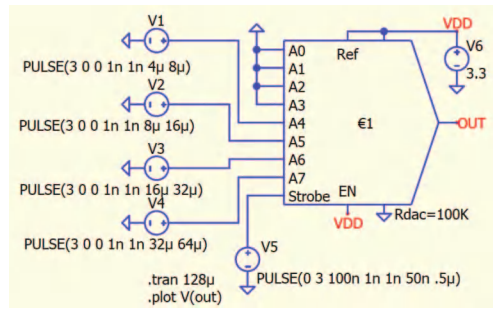 V1
PULSE(3 0 0 1n 1n 4µ 8µ)
V2
PULSE(3 0 0 1n 1n 8µ 16µ)
V3
PULSE(3 0 0 1n 1n 16µ 32µ)
V4
PULSE(3 0 0 1n 1n 32µ 64µ)
A0
A1
A2
A3
A4
A5
A6
A7
Strobe
Ref
€1
EN
VDD
Rdac=100K
VDD
V6
3.3
OUT
V5
PULSE(0 3 100n 1n 1n 50n .5µ)
.tran 128µ
.plot V(out)